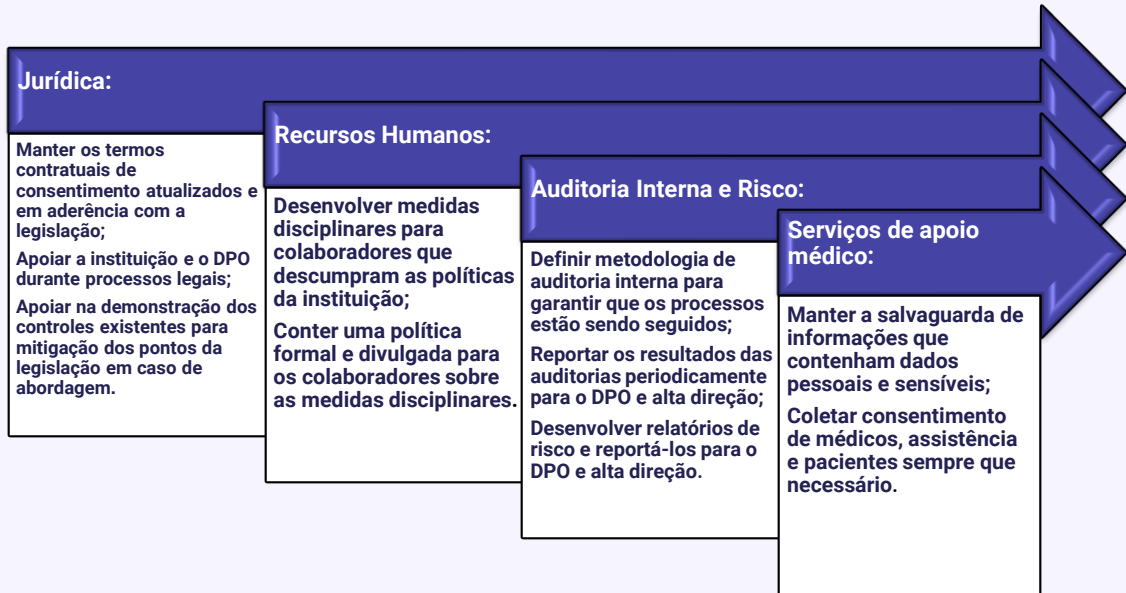 Jurídica:
Manter os termos
contratuais de
consentimento atualizados e
em aderência com a
legislação;
Apoiar a instituição e o DPO
durante processos legais;
Apoiar na demonstração dos
controles existentes para
mitigação dos pontos da
legislação em caso de
abordagem.
Recursos Humanos:
Desenvolver medidas
disciplinares para
colaboradores que
descumpram as políticas
da instituição;
Conter uma política
formal e divulgada para
os colaboradores sobre
as medidas disciplinares.
Auditoria Interna e Risco:
Definir metodologia de
auditoria interna para
garantir que os processos
estão sendo seguidos;
Reportar os resultados das
auditorias periodicamente
para o DPO e alta direção;
Desenvolver relatórios de
risco e reportá-los para o
DPO e alta direção.
Serviços de apoio
médico:
Manter a salvaguarda de
informações que
contenham dados
pessoais e sensíveis;
Coletar consentimento
de médicos, assistência
e pacientes sempre que
necessário.